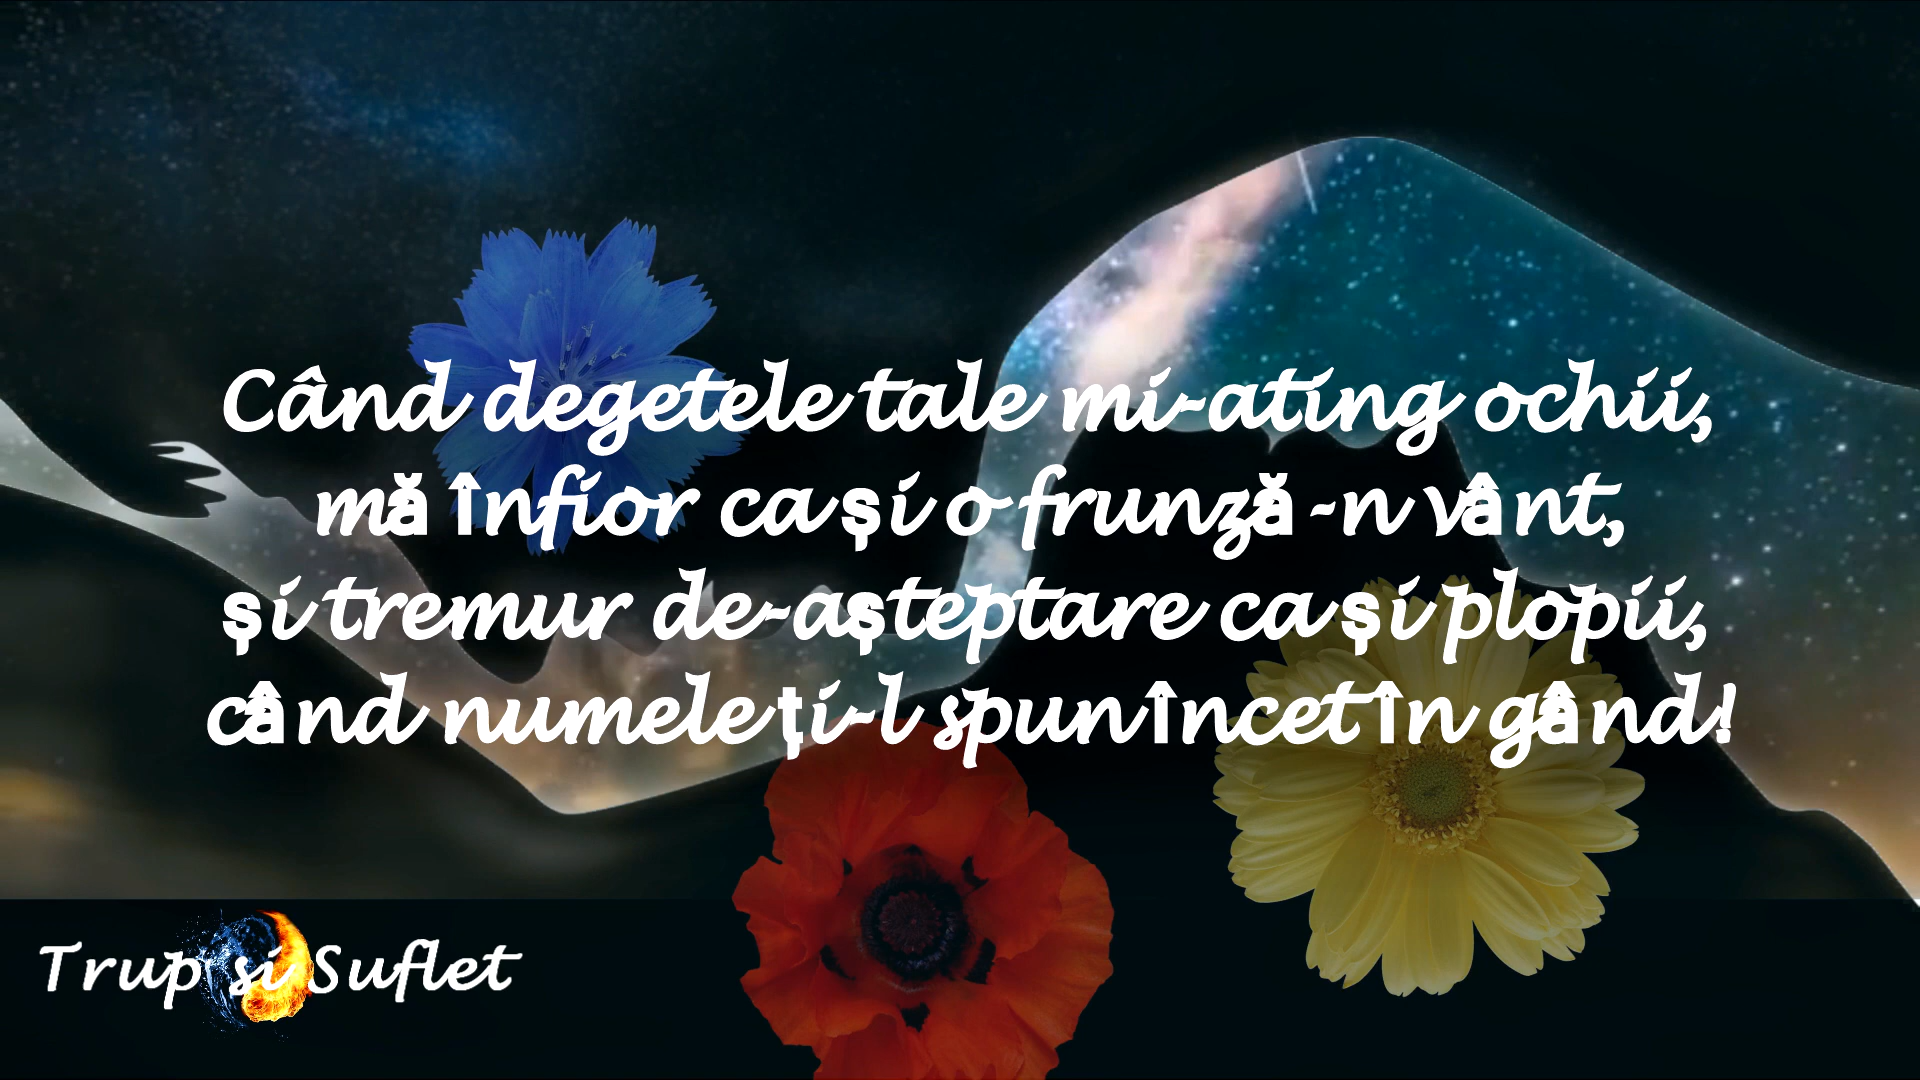 Când degetele tale mi-ating ochii,
mă înfior ca și o frunză-n vânt,
și tremur de-așteptare ca și plopii,
când numele ți-l spun încet în gând!
Trup si Suflet